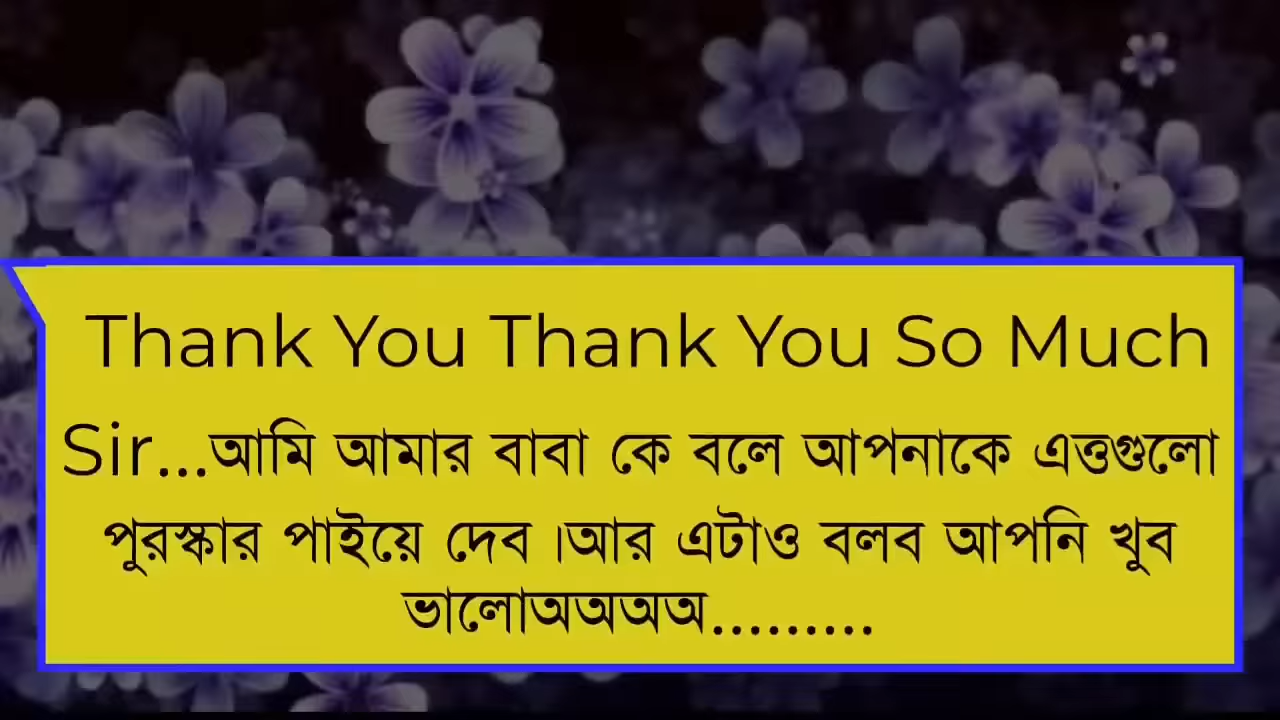 Thank You Thank You So Much
Sir...আমি আমার বাবা কে বলে আপনাকে এত্তগুলো
পুরস্কার পাইয়ে দেব।আর এটাও বলব আপনি খুব
ভালোঅঅঅঅ.........